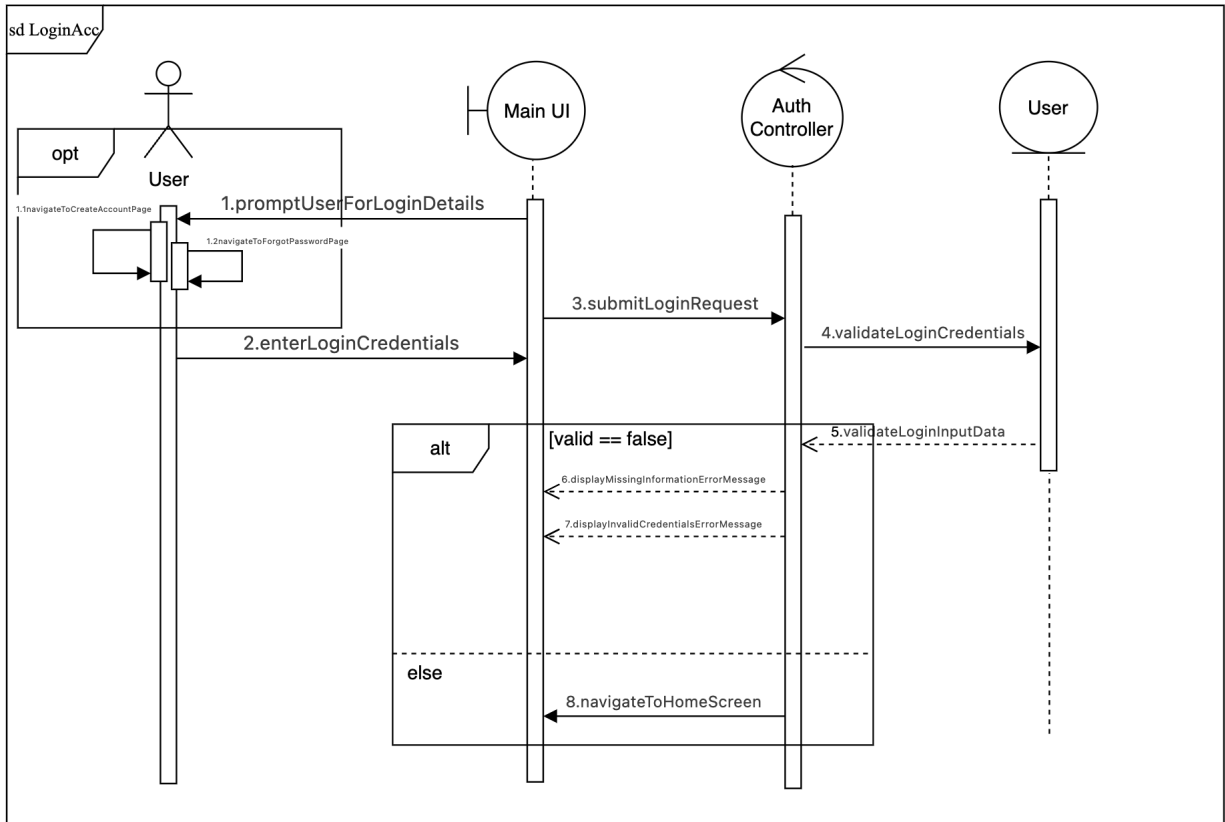 sd LoginAcc
Main UI
Auth
Controller
User
opt
User
1.promptUserForLoginDetails
1.1navigateToCreateAccountPage
1.2navigateToForgotPasswordPage
3.submitLoginRequest
4.validateLoginCredentials
2.enterLoginCredentials
alt
[valid == false]
5.validateLoginInputData
6.displayMissingInformationErrorMessage
7.displayInvalidCredentialsErrorMessage
else
8.navigateToHomeScreen